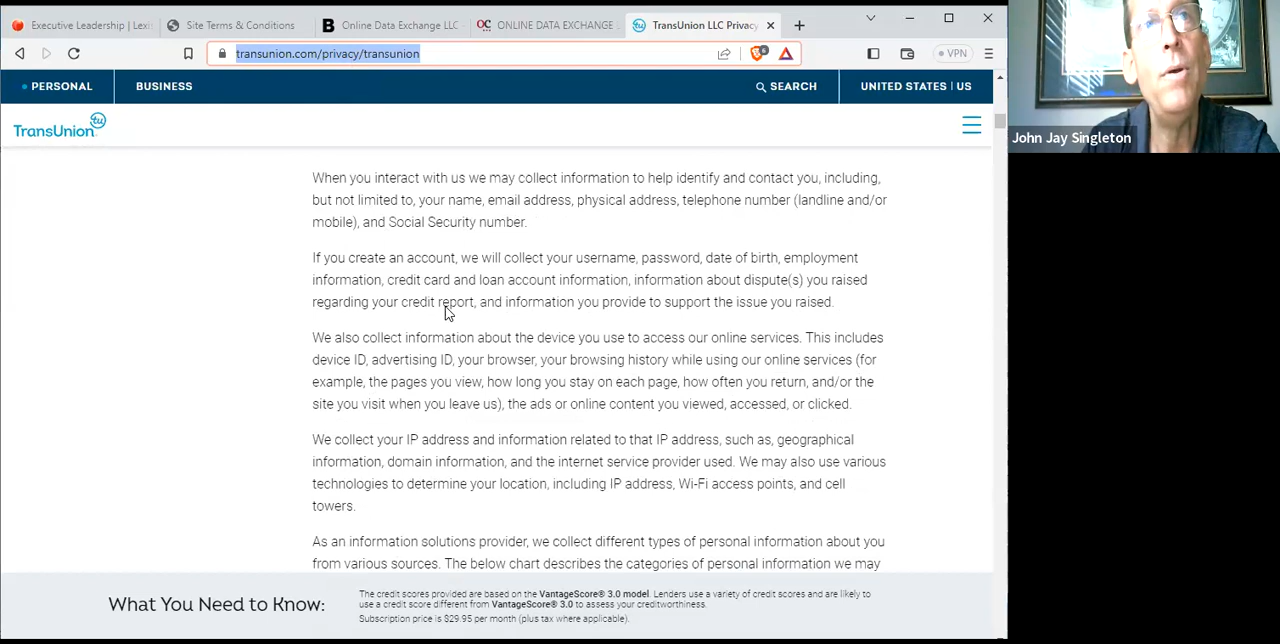 Executive Leadership | Lexis
Site Terms & Conditions
Online Data Exchange LLC
ONLINE DATA EXCHANGE
TransUnion LLC Privacy
transunion.com/privacy/transunion
6
VPN
PERSONAL
BUSINESS
SEARCH
UNITED STATES | US
TransUnion
tu
John Jay Singleton
When you interact with us we may collect information to help identify and contact you, including,
but not limited to, your name, email address, physical address, telephone number (landline and/or
mobile), and Social Security number.
If you create an account, we will collect your username, password, date of birth, employment
information, credit card and loan account information, information about dispute(s) you raised
regarding your credit report, and information you provide to support the issue you raised.
We also collect information about the device you use to access our online services. This includes
device ID, advertising ID, your browser, your browsing history while using our online services (for
example, the pages you view, how long you stay on each page, how often you return, and/or the
site you visit when you leave us), the ads or online content you viewed, accessed, or clicked.
We collect your IP address and information related to that IP address, such as, geographical
information, domain information, and the internet service provider used. We may also use various
technologies to determine your location, including IP address, Wi-Fi access points, and cell
towers.
As an information solutions provider, we collect different types of personal information about you
from various sources. The below chart describes the categories of personal information we may
What You Need to Know:
The credit scores provided are based on the VantageScore® 3.0 model. Lenders use a variety of credit scores and are likely to
use a credit score different from VantageScore® 3.0 to assess your creditworthiness.
Subscription price is $29.95 per month (plus tax where applicable).